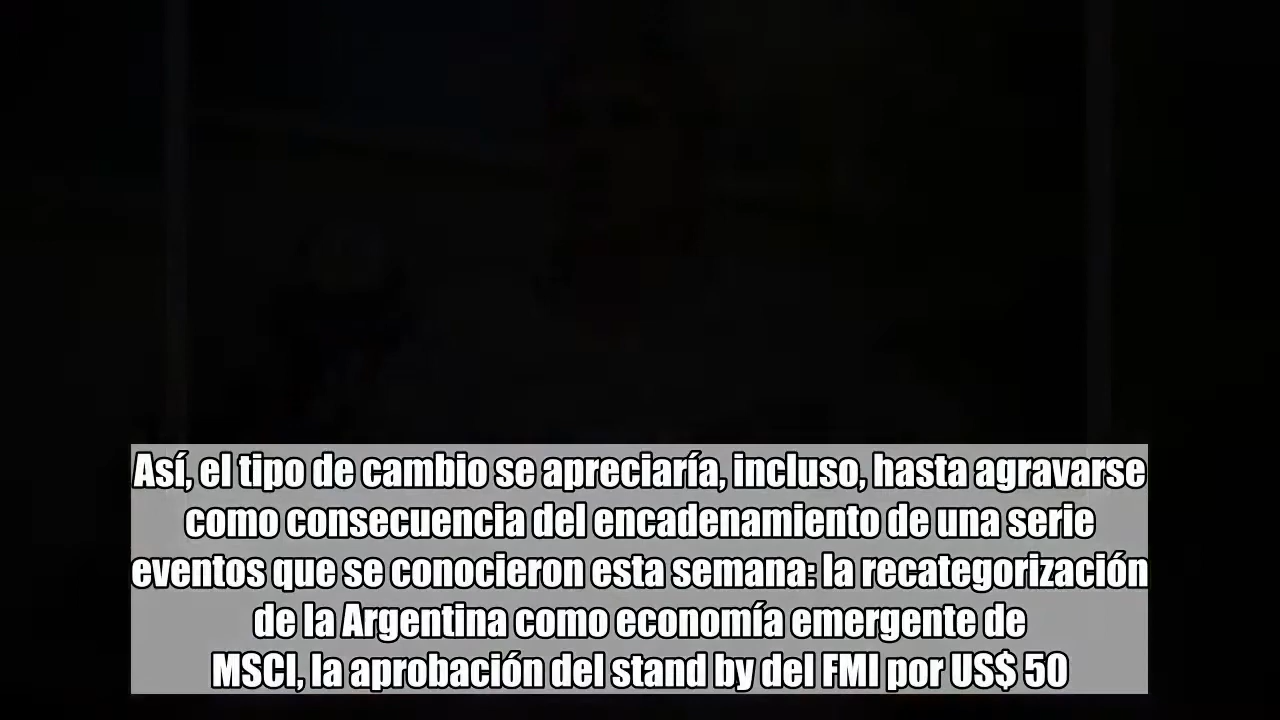 Así, el tipo de cambio se apreciaría, incluso, hasta agravarse
como consecuencia del encadenamiento de una serie
eventos que se conocieron esta semana: la recategorización
de la Argentina como economía emergente de
MSCI, la aprobación del stand by del FMI por US$ 50